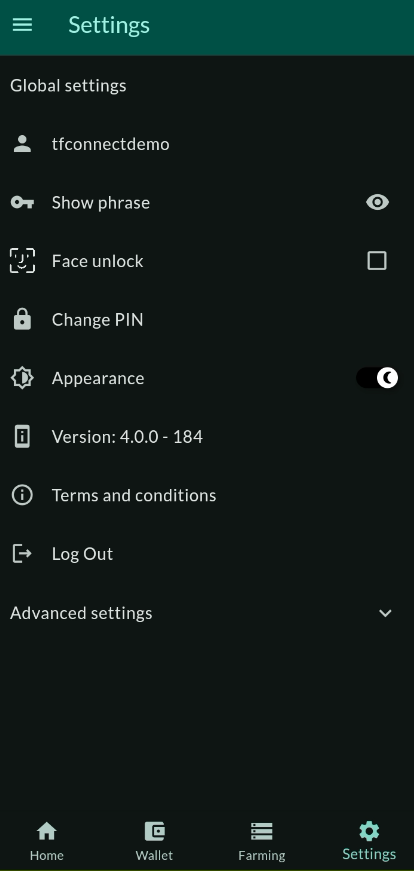 Settings
Global settings
tfconnectdemo
Show phrase
Face unlock
Change PIN
Appearance
Version: 4.0.0 - 184
Terms and conditions
Log Out
Advanced settings
Home
Wallet
Farming
Settings